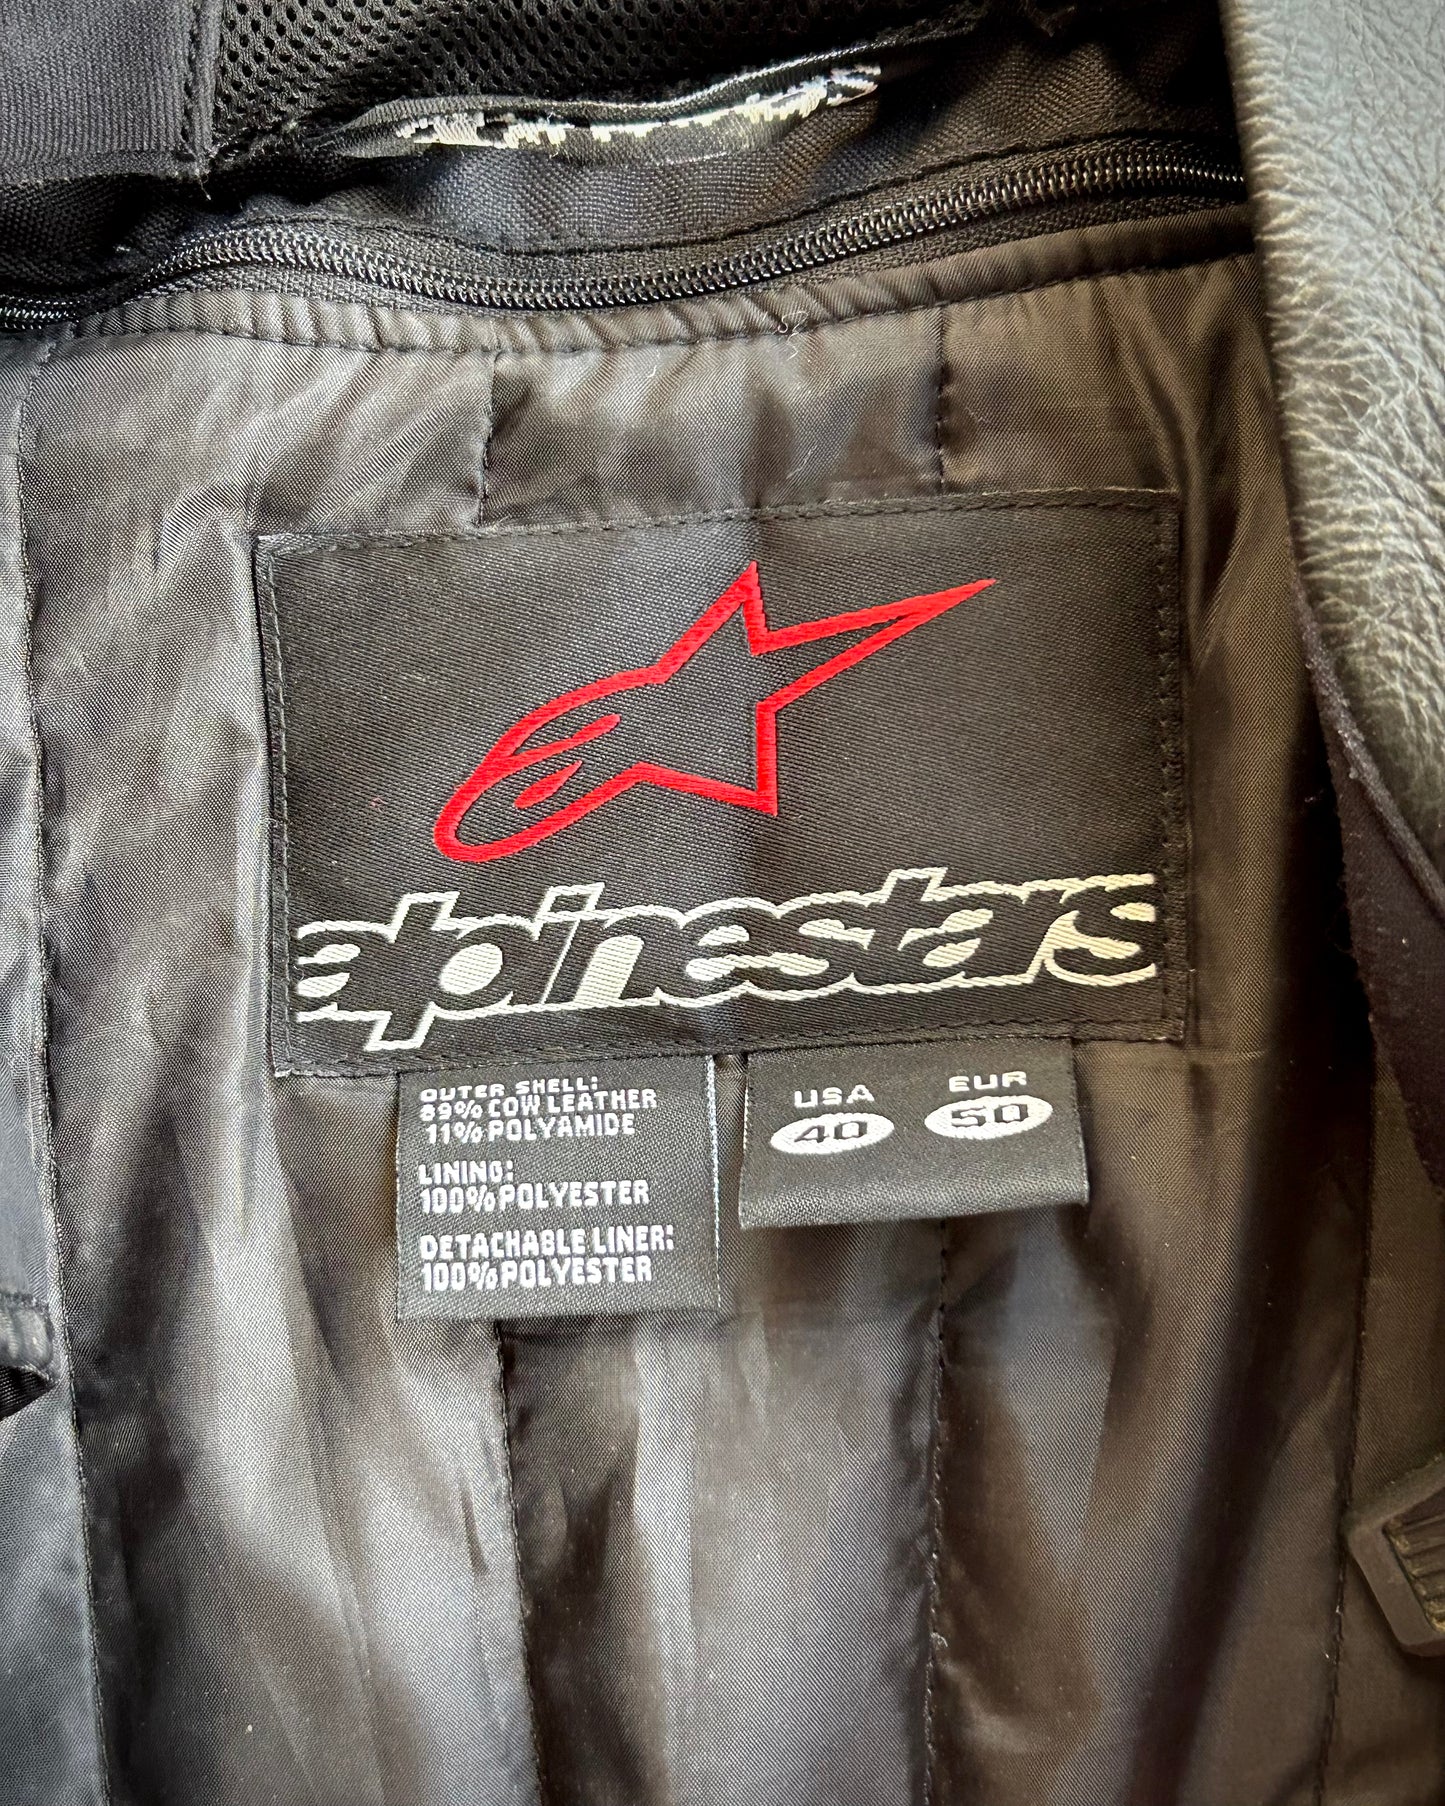 alpinestars
OUTER SHELL:
89% COW LEATHER
11% POLYAMIDE
LINING:
100% POLYESTER
DETACHABLE LINER:
100% POLYESTER
USA
40
EUR
50